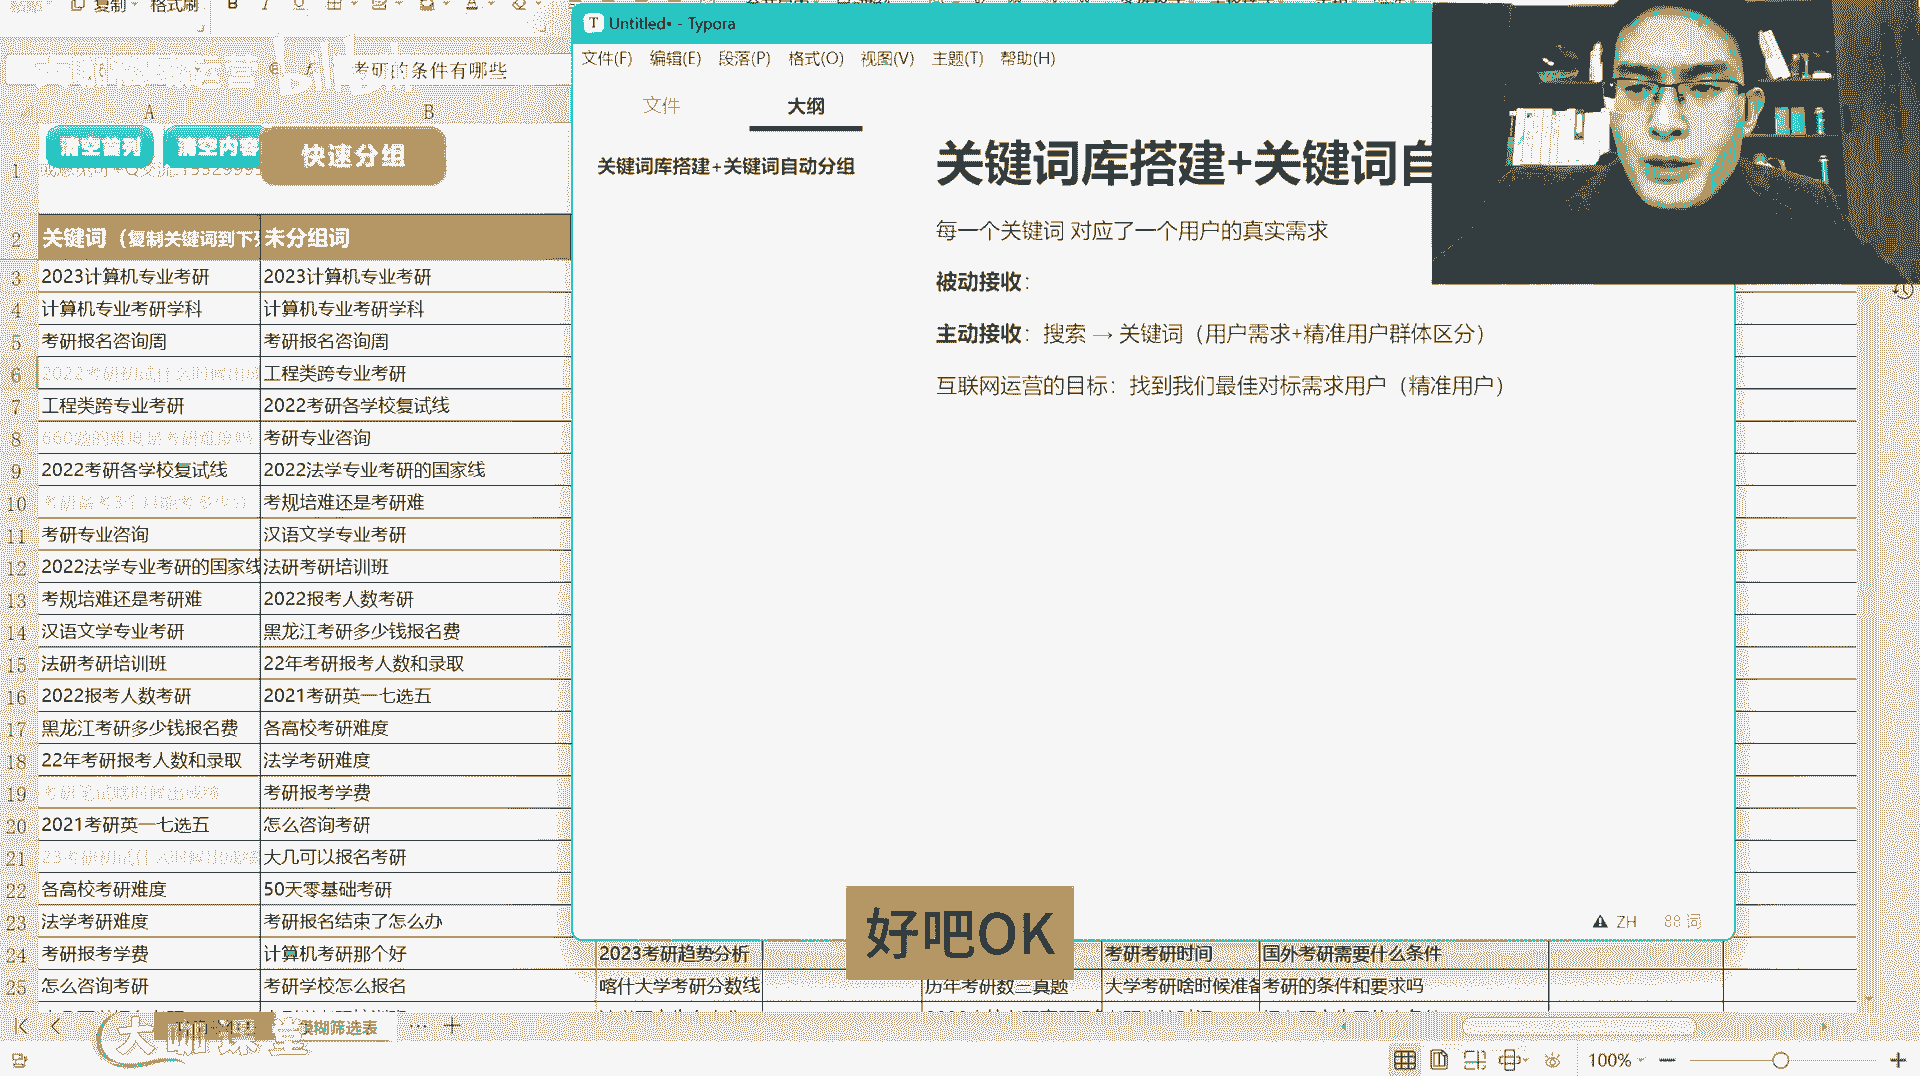 复制
格式刷
考研的条件有哪些
A
B
清空首列
清空内容
快速分组
关键词（复制关键词到下
未分组词
1
2
3 2023计算机专业考研 2023计算机专业考研
4 计算机专业考研学科 计算机专业考研学科
5 考研报名咨询周 考研报名咨询周
6 工程类跨专业考研
7 工程类跨专业考研 2022考研各学校复试线
8 考研专业咨询
9 2022考研各学校复试线 2022法学专业考研的国家线
10 考规培难还是考研难
11 考研专业咨询 汉语文学专业考研
12 2022法学专业考研的国家线 法研考研培训班
13 考规培难还是考研难 2022报考人数考研
14 汉语文学专业考研 黑龙江考研多少钱报名费
15 法研考研培训班 22年考研报考人数和录取
16 2022报考人数考研 2021考研英一七选五
17 黑龙江考研多少钱报名费 各高校考研难度
18 22年考研报考人数和录取 法学考研难度
19 考研报考学费
20 2021考研英一七选五 怎么咨询考研
21 大几可以报名考研
22 各高校考研难度 50天零基础考研
23 法学考研难度 考研报名结束了怎么办
24 考研报考学费 计算机考研那个好 2023考研趋势分析 考研考研时间 国外考研需要什么条件
25 怎么咨询考研 考研学校怎么报名 喀什大学考研分数线 历年考研数三真题 大学考研啥时候准备 考研的条件和要求吗
Untitled• - Typora
文件(F) 编辑(E) 段落(P) 格式(O) 视图(V) 主题(T) 帮助(H)
文件
大纲
关键词库搭建+关键词自动分组
关键词库搭建+关键词自
每一个关键词 对应了一个用户的真实需求
被动接收：
主动接收：搜索 → 关键词（用户需求+精准用户群体区分）
互联网运营的目标：找到我们最佳对标需求用户（精准用户）
ZH
88 词
好吧OK
模糊筛选表
大咖课堂
100%